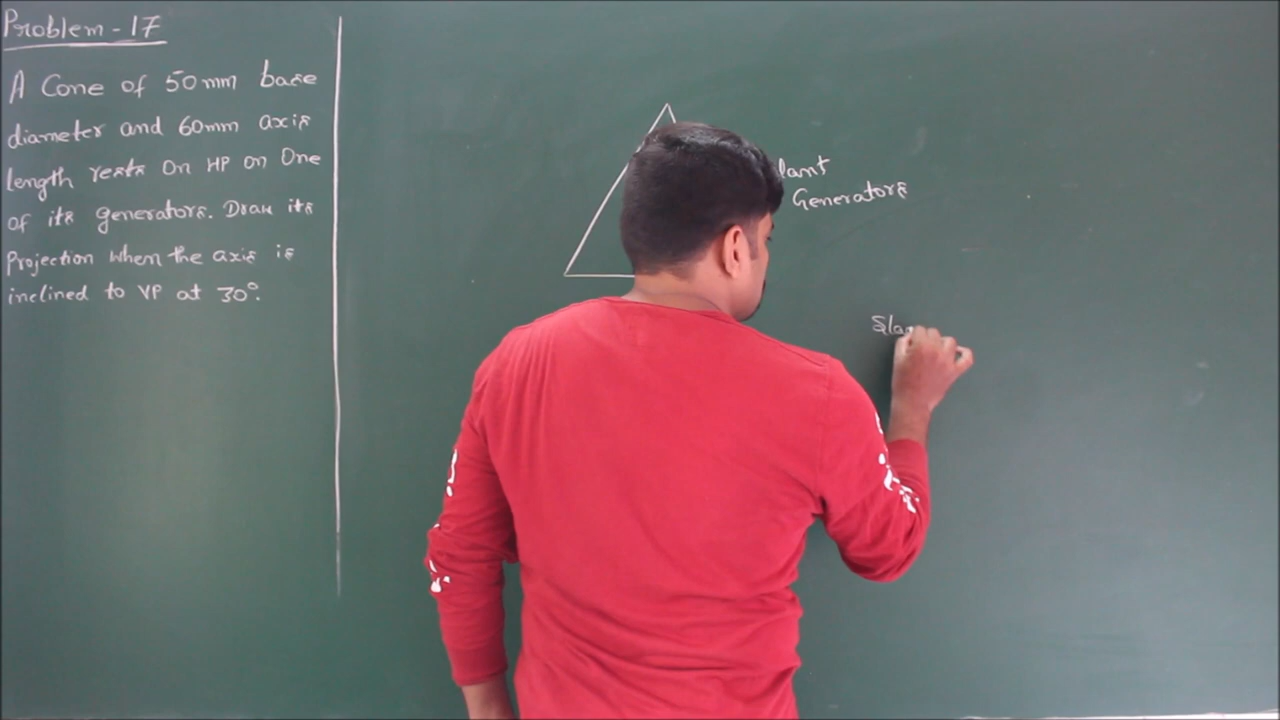 Problem - 17
A Cone of 50mm base
diameter and 60mm axis
length rests On HP on One
of its generators. Draw its
Projection when the axis is
inclined to VP at 30°.
lant
Generators
Sla